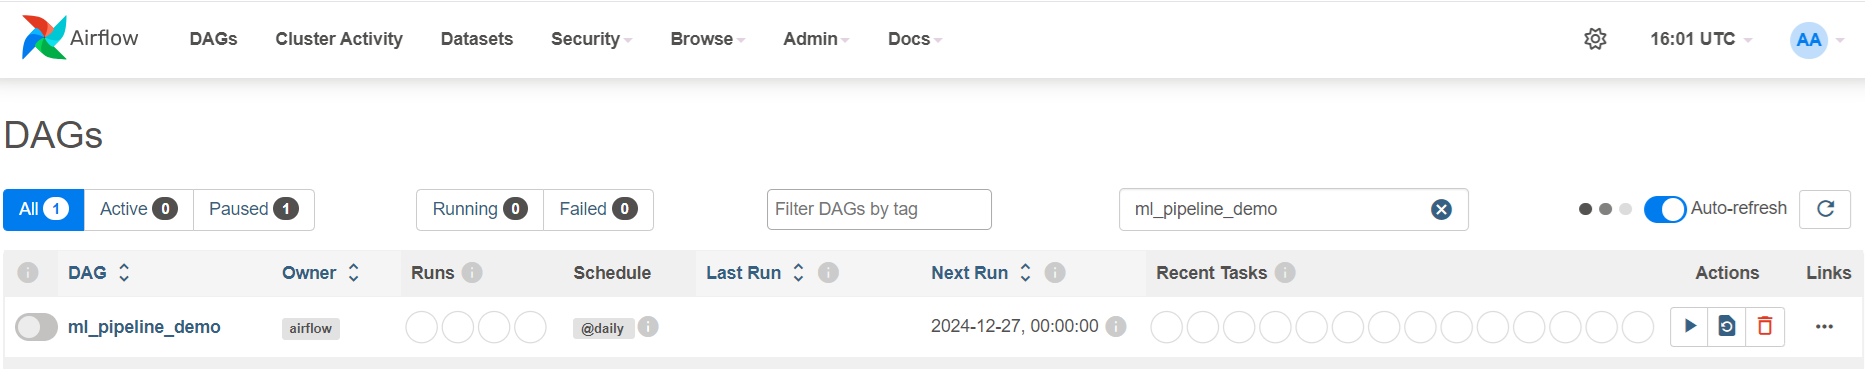 Airflow DAGs Cluster Activity Datasets Security Browse Admin Docs 16:01 UTC AA
DAGs
All 1 Active 0 Paused 1 Running 0 Failed 0 Filter DAGs by tag ml_pipeline_demo Auto-refresh
i DAG Owner Runs i Schedule Last Run i Next Run i Recent Tasks i Actions Links
ml_pipeline_demo airflow @daily i 2024-12-27, 00:00:00 i